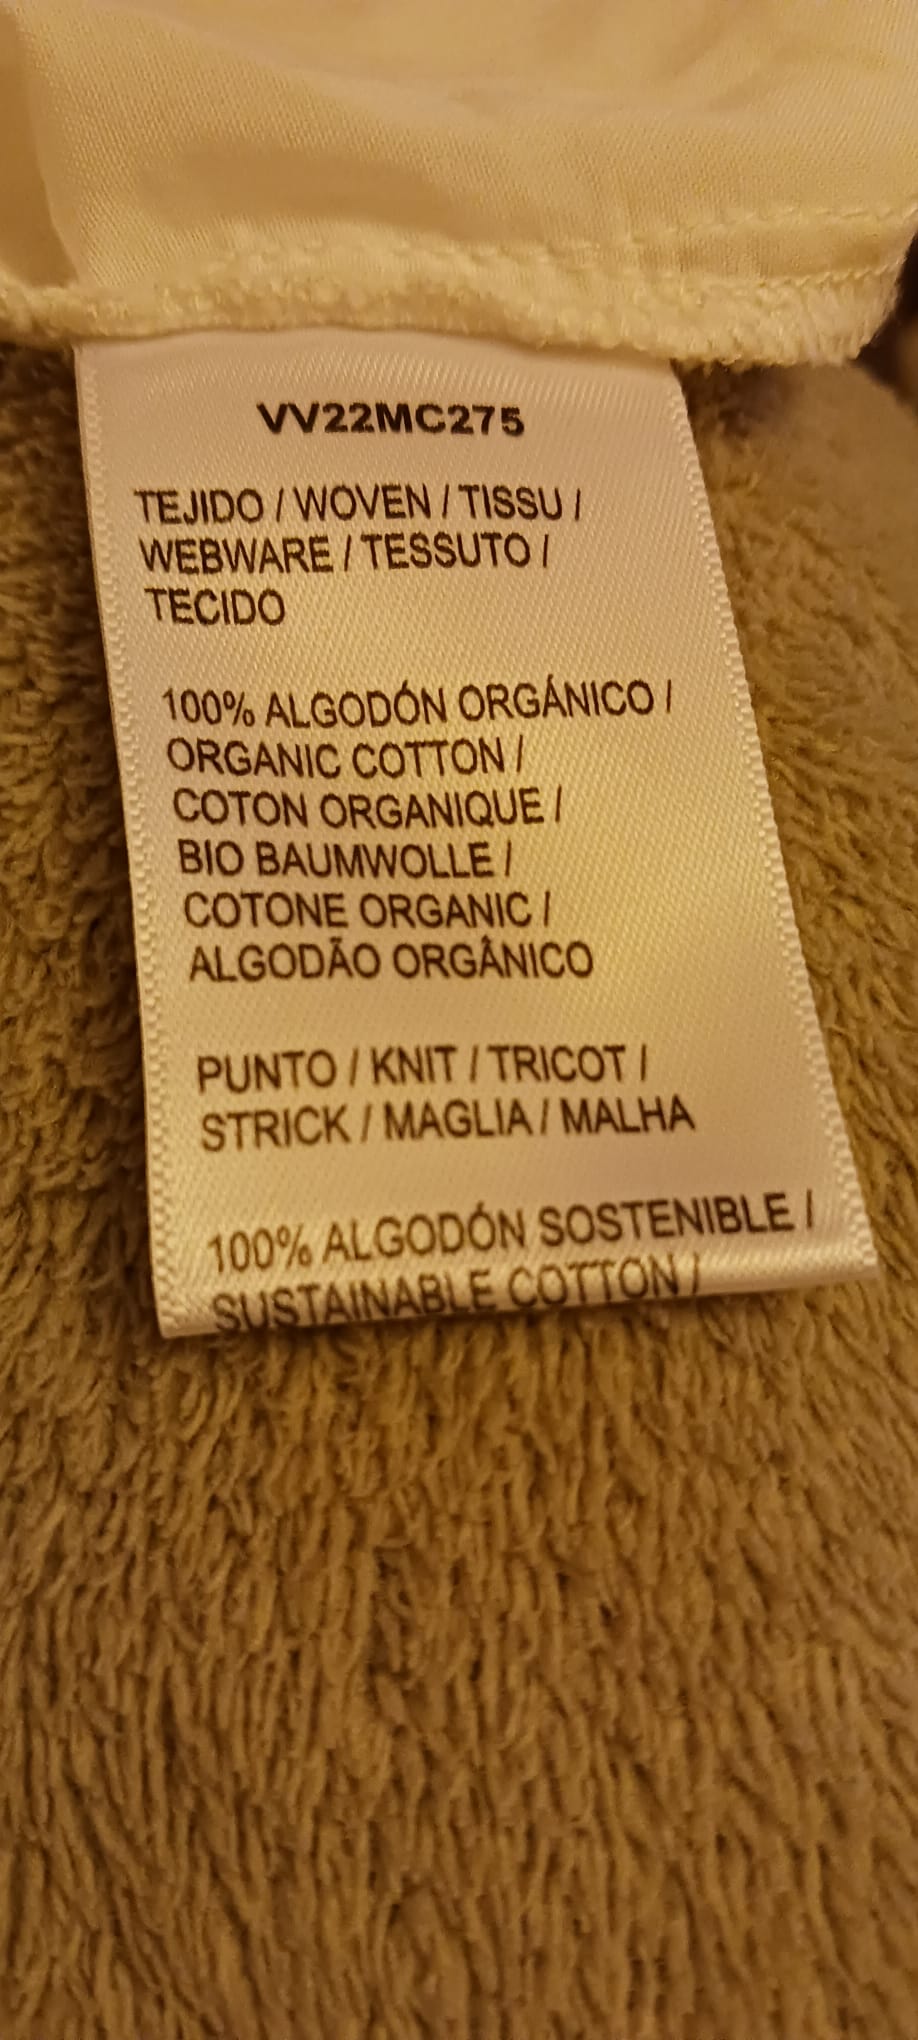 VV22MC275
TEJIDO / WOVEN / TISSU /
WEBWARE / TESSUTO /
TECIDO
100% ALGODÓN ORGÁNICO /
ORGANIC COTTON /
COTON ORGANIQUE /
BIO BAUMWOLLE /
COTONE ORGANIC /
ALGODÃO ORGÂNICO
PUNTO / KNIT / TRICOT /
STRICK / MAGLIA / MALHA
100% ALGODÓN SOSTENIBLE /
SUSTAINABLE COTTON /